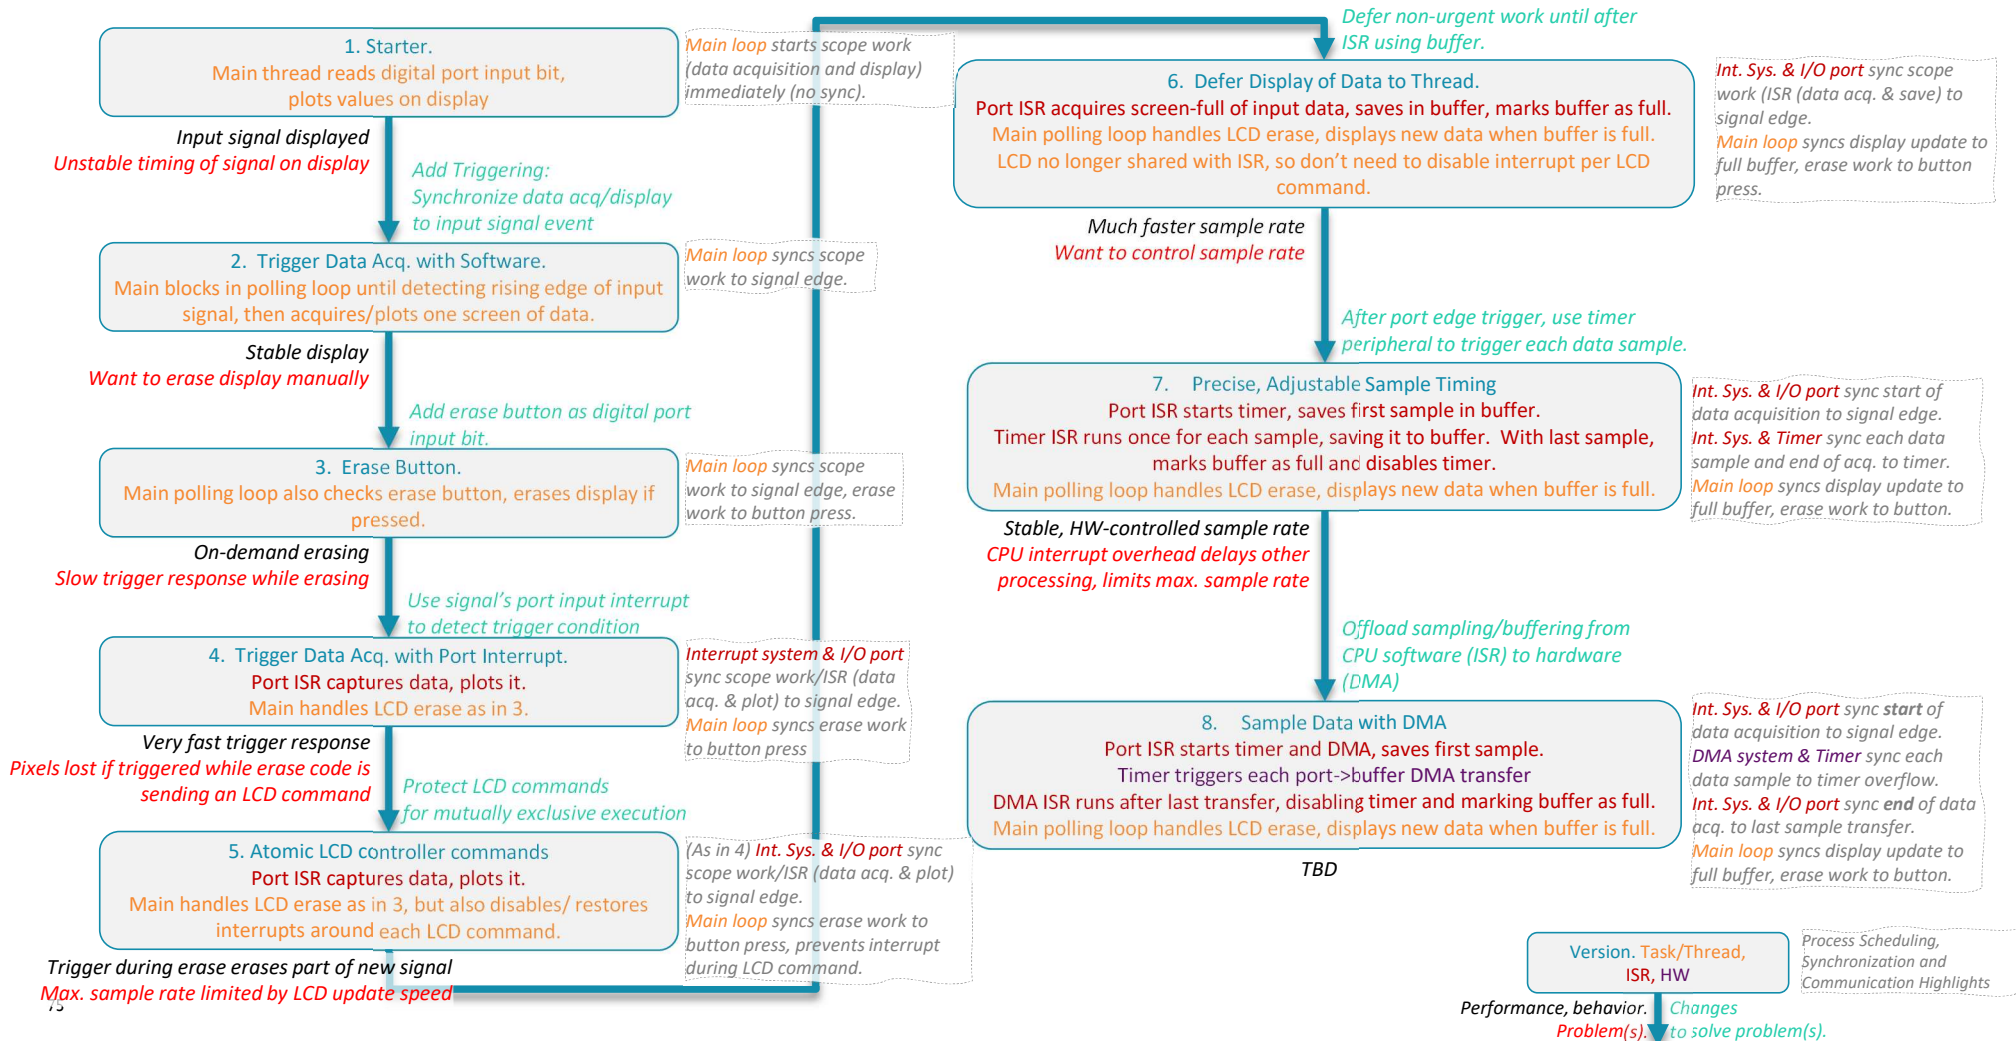 1. Starter.
Main thread reads digital port input bit,
plots values on display
Main loop starts scope work
(data acquisition and display)
immediately (no sync).
Input signal displayed
Unstable timing of signal on display
Add Triggering:
Synchronize data acq/display
to input signal event
2. Trigger Data Acq. with Software.
Main blocks in polling loop until detecting rising edge of input
signal, then acquires/plots one screen of data.
Main loop syncs scope
work to signal edge.
Stable display
Want to erase display manually
Add erase button as digital port
input bit.
3. Erase Button.
Main polling loop also checks erase button, erases display if
pressed.
Main loop syncs scope
work to signal edge, erase
work to button press.
On-demand erasing
Slow trigger response while erasing
Use signal’s port input interrupt
to detect trigger condition
4. Trigger Data Acq. with Port Interrupt.
Port ISR captures data, plots it.
Main handles LCD erase as in 3.
Interrupt system & I/O port
sync scope work/ISR (data
acq. & plot) to signal edge.
Main loop syncs erase work
to button press
Very fast trigger response
Pixels lost if triggered while erase code is
sending an LCD command
Protect LCD commands
for mutually exclusive execution
5. Atomic LCD controller commands
Port ISR captures data, plots it.
Main handles LCD erase as in 3, but also disables/ restores
interrupts around each LCD command.
(As in 4) Int. Sys. & I/O port sync
scope work/ISR (data acq. & plot)
to signal edge.
Main loop syncs erase work to
button press, prevents interrupt
during LCD command.
Trigger during erase erases part of new signal
Max. sample rate limited by LCD update speed
Defer non-urgent work until after
ISR using buffer.
6. Defer Display of Data to Thread.
Port ISR acquires screen-full of input data, saves in buffer, marks buffer as full.
Main polling loop handles LCD erase, displays new data when buffer is full.
LCD no longer shared with ISR, so don’t need to disable interrupt per LCD
command.
Int. Sys. & I/O port sync scope
work (ISR (data acq. & save) to
signal edge.
Main loop syncs display update to
full buffer, erase work to button
press.
Much faster sample rate
Want to control sample rate
After port edge trigger, use timer
peripheral to trigger each data sample.
7. Precise, Adjustable Sample Timing
Port ISR starts timer, saves first sample in buffer.
Timer ISR runs once for each sample, saving it to buffer. With last sample,
marks buffer as full and disables timer.
Main polling loop handles LCD erase, displays new data when buffer is full.
Int. Sys. & I/O port sync start of
data acquisition to signal edge.
Int. Sys. & Timer sync each data
sample and end of acq. to timer.
Main loop syncs display update to
full buffer, erase work to button.
Stable, HW-controlled sample rate
CPU interrupt overhead delays other
processing, limits max. sample rate
Offload sampling/buffering from
CPU software (ISR) to hardware
(DMA)
8. Sample Data with DMA
Port ISR starts timer and DMA, saves first sample.
Timer triggers each port->buffer DMA transfer
DMA ISR runs after last transfer, disabling timer and marking buffer as full.
Main polling loop handles LCD erase, displays new data when buffer is full.
Int. Sys. & I/O port sync start of
data acquisition to signal edge.
DMA system & Timer sync each
data sample to timer overflow.
Int. Sys. & I/O port sync end of data
acq. to last sample transfer.
Main loop syncs display update to
full buffer, erase work to button.
TBD
Version. Task/Thread,
ISR, HW
Process Scheduling,
Synchronization and
Communication Highlights
Performance, behavior.
Problem(s).
Changes
to solve problem(s).